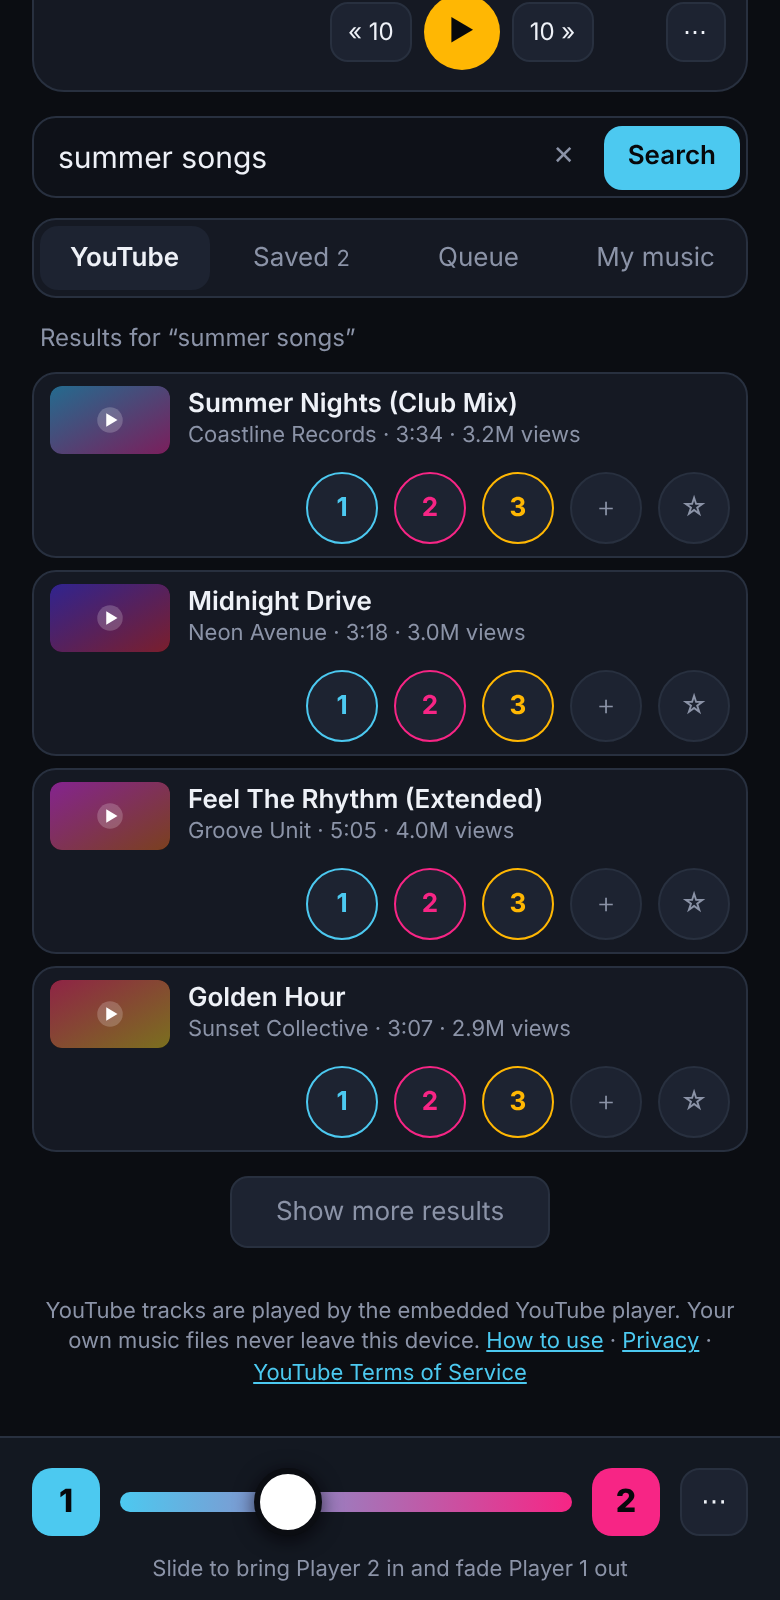 « 10
10 »
...
summer songs × Search
YouTube Saved 2 Queue My music
Results for “summer songs”
Summer Nights (Club Mix)
Coastline Records · 3:34 · 3.2M views
1 2 3 + ☆
Midnight Drive
Neon Avenue · 3:18 · 3.0M views
1 2 3 + ☆
Feel The Rhythm (Extended)
Groove Unit · 5:05 · 4.0M views
1 2 3 + ☆
Golden Hour
Sunset Collective · 3:07 · 2.9M views
1 2 3 + ☆
Show more results
YouTube tracks are played by the embedded YouTube player. Your
own music files never leave this device. How to use · Privacy ·
YouTube Terms of Service
1 2 ...
Slide to bring Player 2 in and fade Player 1 out